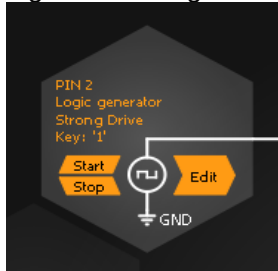 PIN 2
Logic generator
Strong Drive
Key: '1'
Start
Stop
Edit
GND